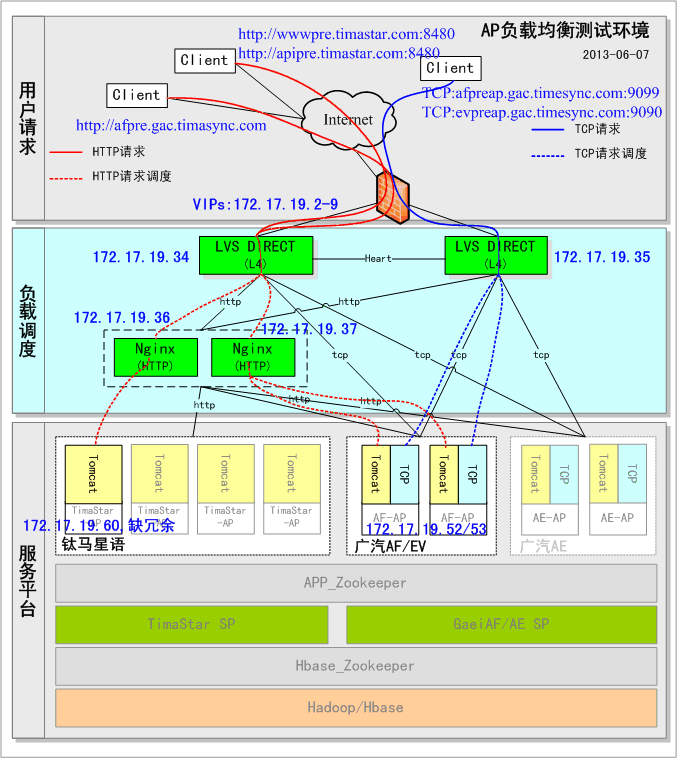 AP负载均衡测试环境
2013-06-07
http://wwwpre.timastar.com:8480
http://apipre.timastar.com:8480
Client
Client
Client
TCP:afpreap.gac.timesync.com:9099
TCP:evpreap.gac.timesync.com:9090
http://afpre.gac.timasync.com
Internet
用户请求
HTTP请求
HTTP请求调度
TCP请求
TCP请求调度
VIPs:172.17.19.2-9
负载调度
172.17.19.34
LVS DIRECT
(L4)
Heart
LVS DIRECT
(L4)
172.17.19.35
http
http
172.17.19.36
172.17.19.37
Nginx
(HTTP)
Nginx
(HTTP)
tcp
tcp
tcp
tcp
http
http
http
服务平台
Tomcat
TimaStar
Tomcat
TimaStar
Tomcat
TimaStar
-AP
Tomcat
TimaStar
-AP
172.17.19.60,缺冗余
钛马星语
Tomcat
TCP
AF-AP
Tomcat
TCP
AF-AP
172.17.19.52/53
广汽AF/EV
Tomcat
TCP
AE-AP
Tomcat
TCP
AE-AP
广汽AE
APP_Zookeeper
TimaStar SP
GaeiAF/AE SP
Hbase_Zookeeper
Hadoop/Hbase